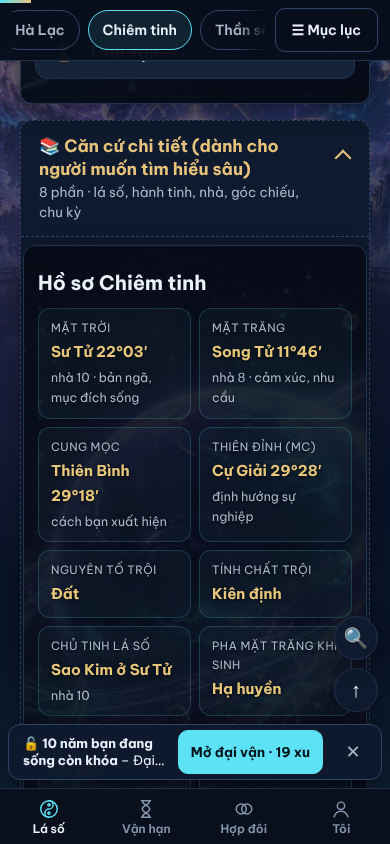 Hà Lạc
Chiêm tinh
Thần
☰ Mục lục
📚 Căn cứ chi tiết (dành cho
người muốn tìm hiểu sâu)
8 phần · lá số, hành tinh, nhà, góc chiếu,
chu kỳ
Hồ sơ Chiêm tinh
MẶT TRỜI
Sư Tử 22°03′
nhà 10 · bản ngã,
mục đích sống
MẶT TRĂNG
Song Tử 11°46′
nhà 8 · cảm xúc, nhu
cầu
CUNG MỌC
Thiên Bình
29°18′
cách bạn xuất hiện
THIÊN ĐỈNH (MC)
Cự Giải 29°28′
định hướng sự
nghiệp
NGUYÊN TỐ TRỘI
Đất
TÍNH CHẤT TRỘI
Kiên định
CHỦ TINH LÁ SỐ
Sao Kim ở Sư Tử
nhà 10
PHA MẶT TRĂNG KHI
SINH
Hạ huyền
🔍
↑
🔓 10 năm bạn đang
sống còn khóa – Đại...
Mở đại vận · 19 xu
✕
Lá số
Vận hạn
Hợp đôi
Tôi